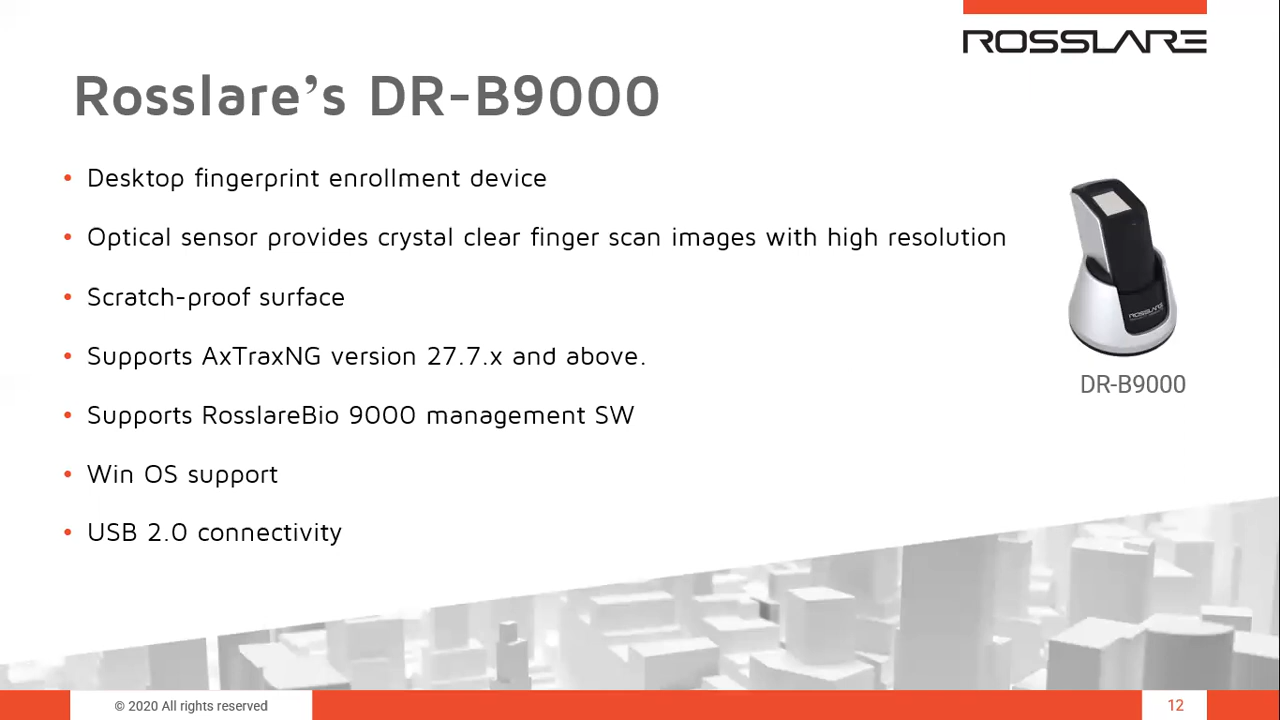 ROSSLARE
Rosslare’s DR-B9000
• Desktop fingerprint enrollment device
• Optical sensor provides crystal clear finger scan images with high resolution
• Scratch-proof surface
• Supports AxTraxNG version 27.7.x and above.
• Supports RosslareBio 9000 management SW
• Win OS support
• USB 2.0 connectivity
ROSSLARE
DR-B9000
© 2020 All rights reserved
12